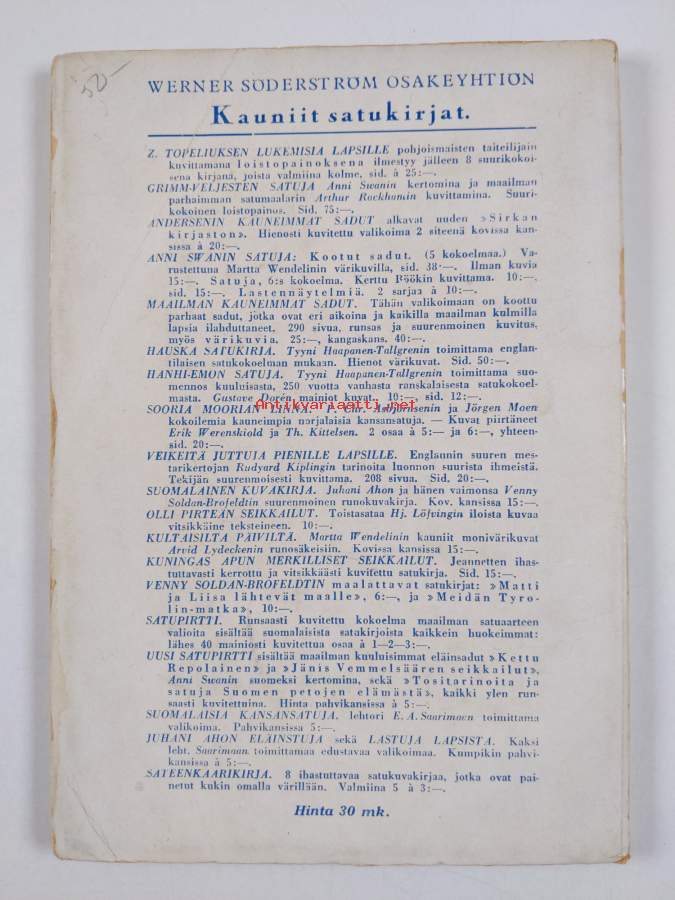 50-
WERNER SÖDERSTRÖM OSAKEYHTIÖN
Kauniit satukirjat.
Z. TOPELIUKSEN LUKEMISIA LAPSILLE pohjoismaisten taiteilijain
kuvittamana loistopainoksena ilmestyy jälleen 8 suurikokoi-
sena kirjana, joista valmiina kolme, sid. à 25:—.
GRIMM-VELJESTEN SATUJA Anni Swanin kertomina ja maailman
parhaimman satumaalarin Arthur Rackhamin kuvittamina. Suuri-
kokoinen loistopainos. Sid. 75:—.
ANDERSENIN KAUNEIMMAT SADUT alkavat uuden »Sirkan
kirjaston». Hienosti kuvitettu valikoima 2 siteenä kovissa kan-
sissa à 20:—.
ANNI SWANIN SATUJA: Kootut sadut. (5 kokoelmaa.) Va-
rustettuna Martta Wendelinin värikuvilla, sid. 38·—. Ilman kuvia
15:—. Satuja, 6:s kokoelma. Kerttu Pöökin kuvittama. 10:—.
sid. 15:—. Lastennäytelmiä. 2 sarjaa à 10:—.
MAAILMAN KAUNEIMMAT SADUT. Tähän valikoimaan on koottu
parhaat sadut, jotka ovat eri aikoina ja kaikilla maailman kulmilla
lapsia ilahduttaneet. 290 sivua, runsas ja suurenmoinen kuvitus,
myös värikuvia. 25:—, kangaskans. 40:—.
HAUSKA SATUKIRJA. Tyyni Haapanen-Tallgrenin toimittama englan-
tilaisen satukokoelman mukaan. Hienot värikuvat. Sid. 50:—.
HANHI-EMON SATUJA. Tyyni Haapanen-Tallgrenin toimittama suo-
mennos kuuluisasta, 250 vuotta vanhasta ranskalaisesta satukokoel-
masta. Gustave Dorén mainiot kuvat. 10:—. sid. 12:—.
Antikvariaatti.net
SOORIA MOORIAN LINNA. P. Chr. Asbjörnsenin ja Jörgen Moen
kokoilemia kauneimpia norjalaisia kansansatuja. — Kuvat piirtäneet
Erik Werenskiold ja Th. Kittelsen. 2 osaa à 5:— ja 6:—, yhteen-
sid. 20:—.
VEIKEITÄ JUTTUJA PIENILLE LAPSILLE. Englannin suuren mes-
tarikertojan Rudyard Kiplingin tarinoita luonnon suurista ihmeistä.
Tekijän suurenmoisesti kuvittama. 208 sivua. Sid. 20:—.
SUOMALAINEN KUVAKIRJA. Juhani Ahon ja hänen vaimonsa Venny
Soldan-Brofeldtin suurenmoinen runokuvakirja. Kov. kansissa 15:—.
OLLI PIRTEÄN SEIKKAILUT. Toistasataa Hj. Löfvingin iloista kuvaa
vitsikkäine teksteineen. 10:—.
KULTAISILTA PÄIVILTÄ. Martta Wendelinin kauniit monivärikuvat
Arvid Lydeckenin runosäkeisiin. Kovissa kansissa 15:—.
KUNINGAS APUN MERKILLISET SEIKKAILUT. Jeannetten ihas-
tuttavasti kerrottu ja vitsikkäästi kuvitettu satukirja. Sid. 15:—.
VENNY SOLDAN-BROFELDTIN maalattavat satukirjat: »Matti
ja Liisa lähtevät maalle», 6:—, ja »Meidän Tyro-
lin-matka», 10:—.
SATUPIRTTI. Runsaasti kuvitettu kokoelma maailman satuaarteen
valioita sisältää suomalaisista satakirjoista kaikkein huokeimmat:
lähes 40 mainiosti kuvitettua osaa à 1—2—3:—.
UUSI SATUPIRTTI sisältää maailman kuuluisimmat eläinsadut »Kettu
Repolainen» ja »Jänis Vemmelsäären seikkailut»,
Anni Swanin suomeksi kertomina, sekä »Tositarinoita ja
satuja Suomen petojen elämästä», kaikki ylen run-
saasti kuvitettuina. Hinta pahvikansissa à 5:—.
SUOMALAISIA KANSANSATUJA. lehtori E. A. Saarimaan toimittama
valikoima. Pahvikansissa 5:—.
JUHANI AHON ELÄINSTUJA sekä LASTUJA LAPSISTA. Kaksi
leht. Saarimaan toimittamaa edustavaa valikoimaa. Kumpikin pahvi-
kansissa à 5:—.
SATEENKAARIKIRJA. 8 ihastuttavaa satukuvakirjaa, jotka ovat pai-
netut kukin omalla värillään. Valmiina 5 à 3:—.
Hinta 30 mk.